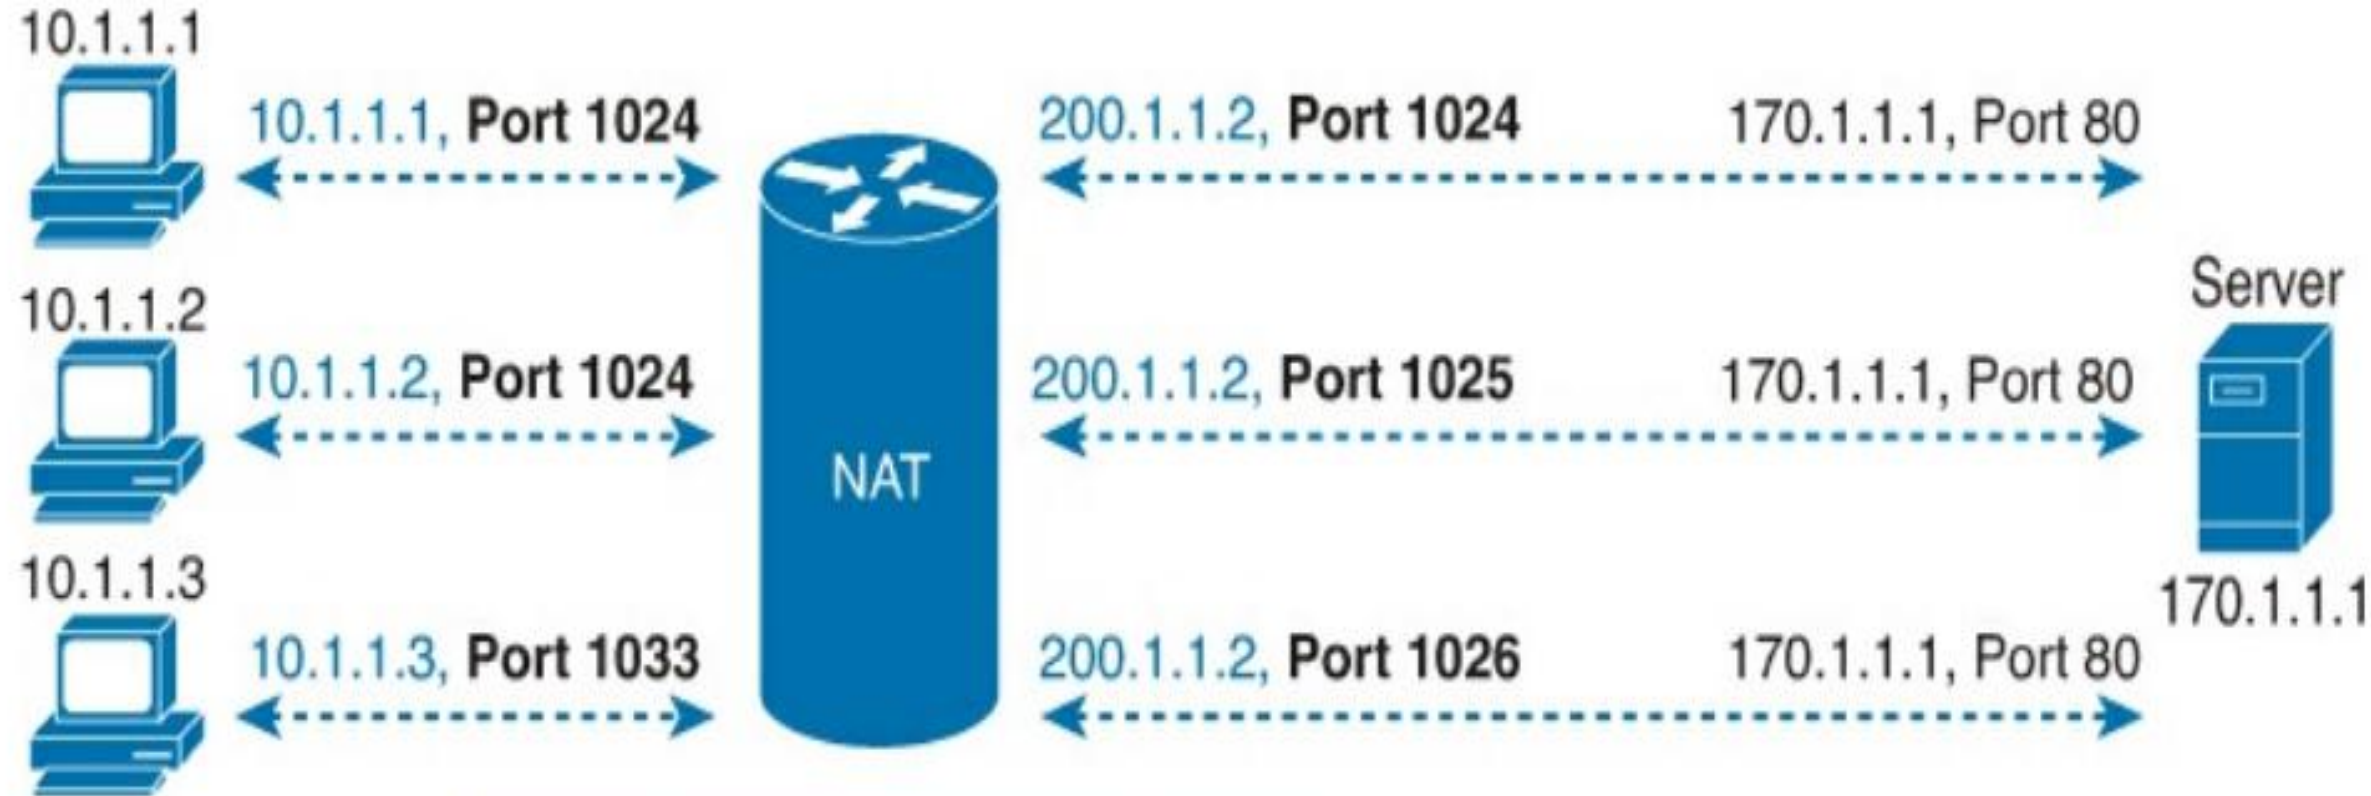 10.1.1.1
10.1.1.1, Port 1024
200.1.1.2, Port 1024
170.1.1.1, Port 80
10.1.1.2
10.1.1.2, Port 1024
200.1.1.2, Port 1025
170.1.1.1, Port 80
NAT
Server
170.1.1.1
10.1.1.3
10.1.1.3, Port 1033
200.1.1.2, Port 1026
170.1.1.1, Port 80